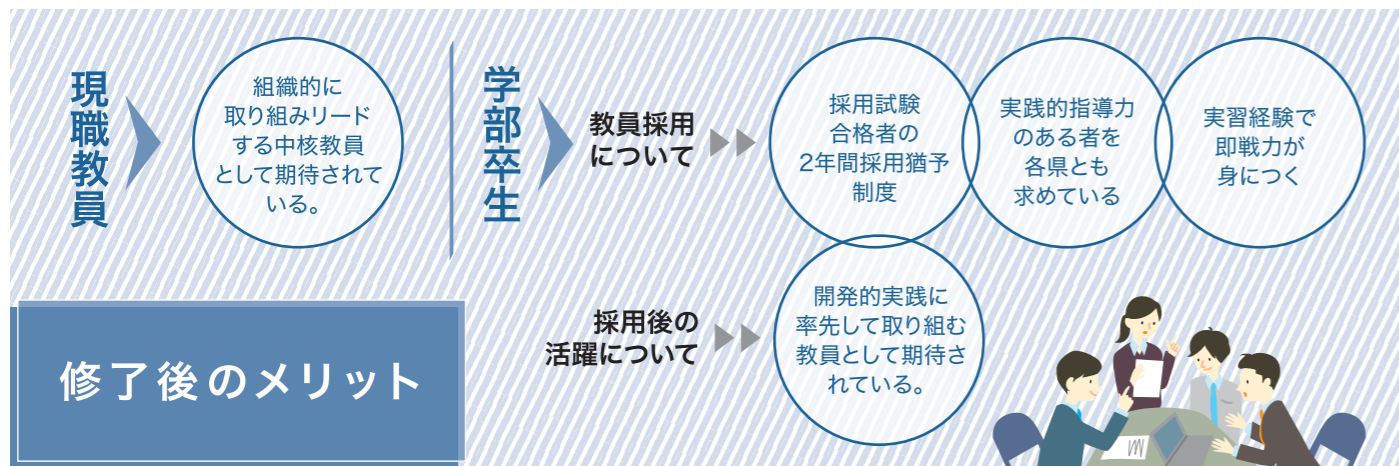 現職教員
組織的に
取り組みリード
する中核教員
として期待されて
いる。
学部卒生
教員採用
について
採用試験
合格者の
2年間採用猶予
制度
実践的指導力
のある者を
各県とも
求めている
実習経験で
即戦力が
身につく
採用後の
活躍について
開発的実践に
率先して取り組む
教員として期待さ
れている。
修了後のメリット